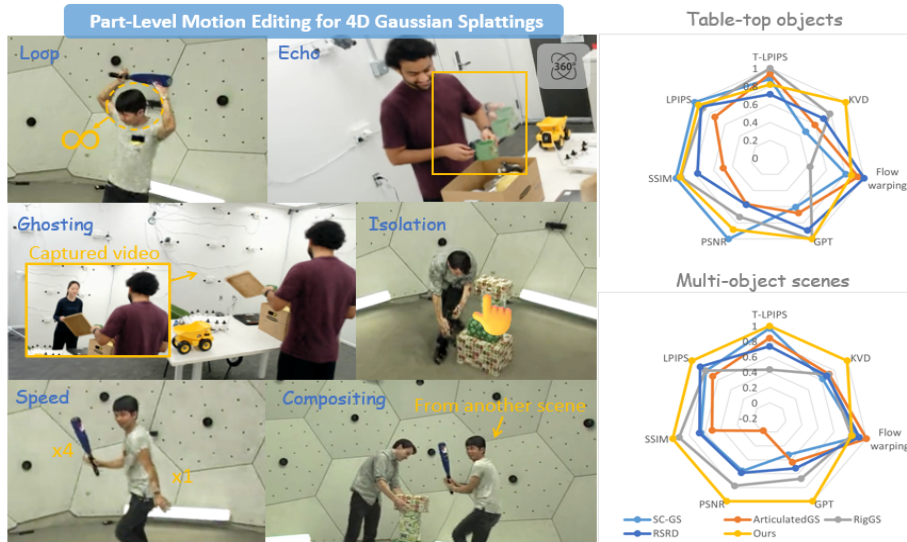 Part-Level Motion Editing for 4D Gaussian Splattings
Loop
∞
Echo
360°
Ghosting
Captured video
Isolation
Speed
x4
x1
Compositing
From another scene
Table-top objects
T-LPIPS
1
0.8
0.6
0.4
0.2
0
KVD
Flow
warping
GPT
PSNR
SSIM
LPIPS
Multi-object scenes
T-LPIPS
1
0.8
0.6
0.4
0.2
0
-0.2
KVD
Flow
warping
GPT
PSNR
SSIM
LPIPS
SC-GS
ArticulatedGS
RigGS
RSRD
Ours